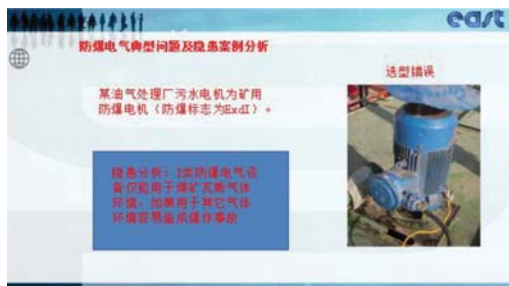 east
防爆电气典型问题及隐患案例分析
选型错误
某油气处理厂污水电机为矿用
防爆电机（防爆标志为ExdI）。
隐患分析：I类防爆电气设
备仅能用于煤矿瓦斯气体
环境，如果用于其它气体
环境容易造成爆炸事故